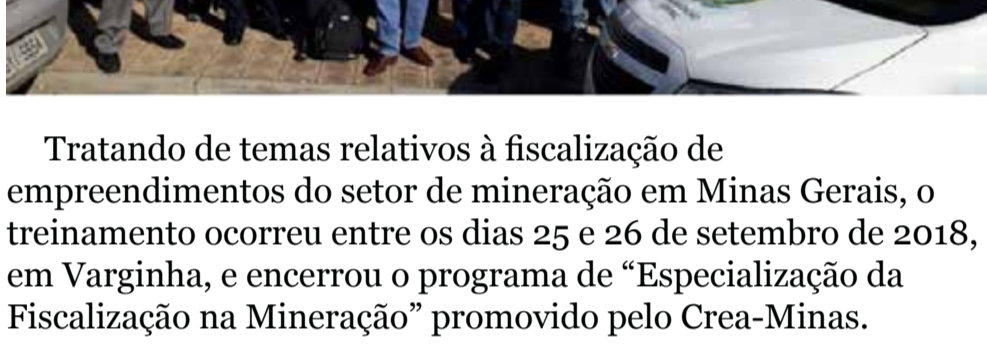 Tratando de temas relativos à fiscalização de
empreendimentos do setor de mineração em Minas Gerais, o
treinamento ocorreu entre os dias 25 e 26 de setembro de 2018,
em Varginha, e encerrou o programa de “Especialização da
Fiscalização na Mineração” promovido pelo Crea-Minas.